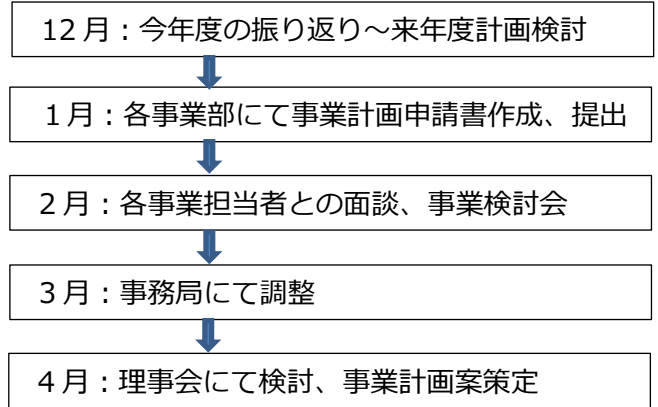 12月：今年度の振り返り～来年度計画検討
1月：各事業部にて事業計画申請書作成、提出
2月：各事業担当者との面談、事業検討会
3月：事務局にて調整
4月：理事会にて検討、事業計画案策定